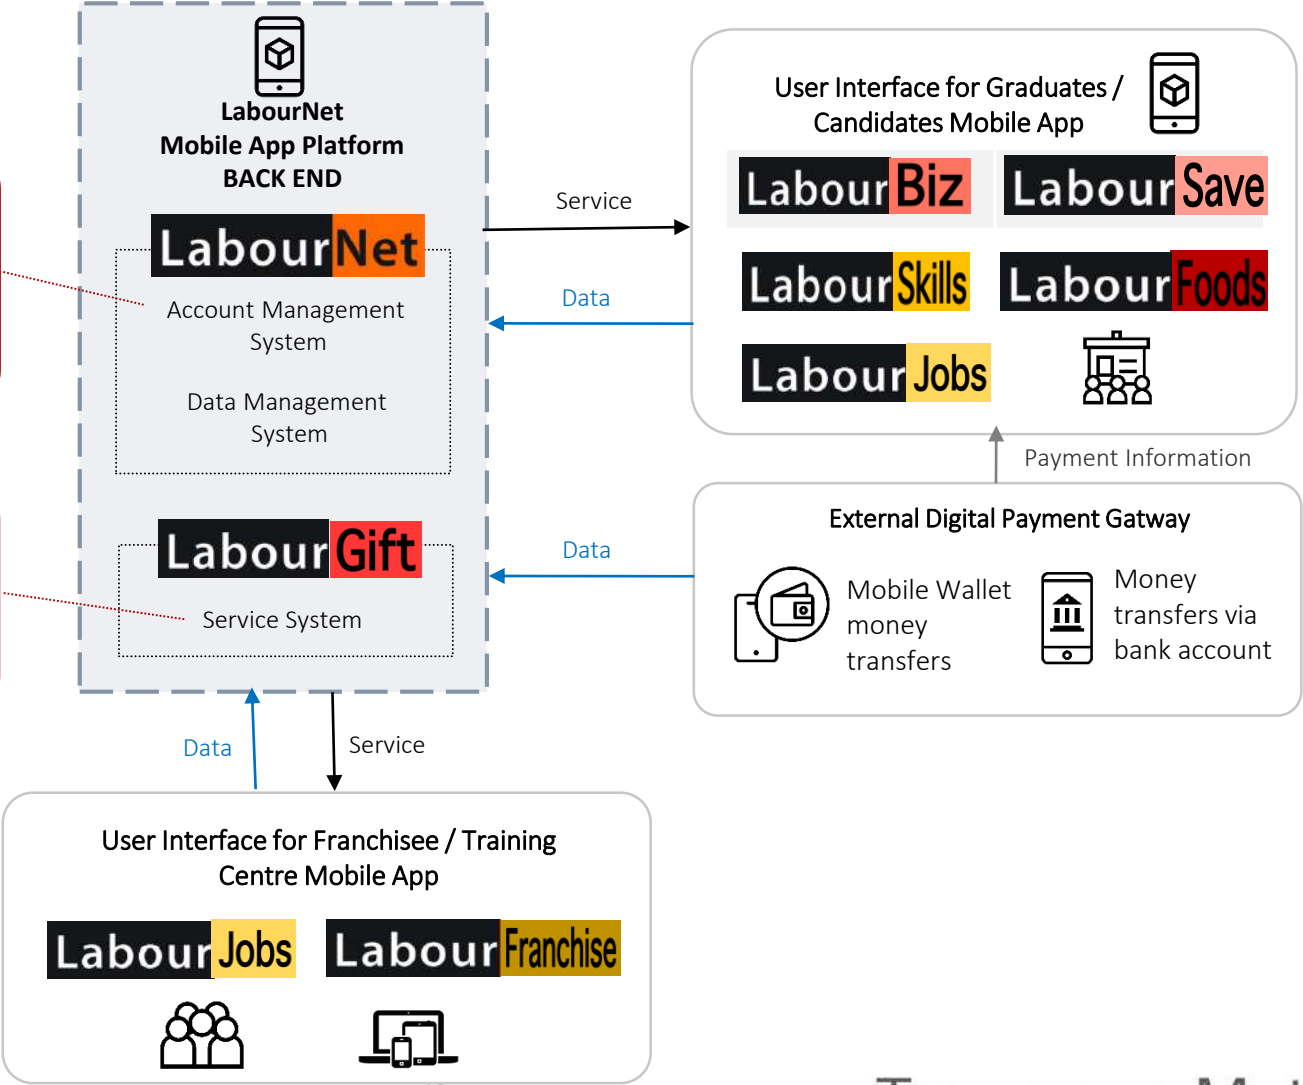 LabourNet
Mobile App Platform
BACK END
LabourNet
Account Management
System
Data Management
System
LabourGift
Service System
Service
Data
User Interface for Graduates /
Candidates Mobile App
LabourBiz
LabourSave
LabourSkills
LabourFoods
LabourJobs
Payment Information
External Digital Payment Gatway
Data
Mobile Wallet
money
transfers
Money
transfers via
bank account
Data
Service
User Interface for Franchisee / Training
Centre Mobile App
LabourJobs
LabourFranchise